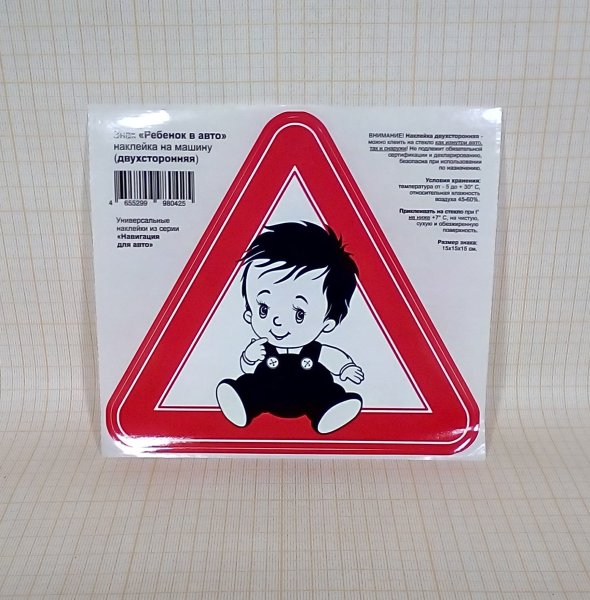 Знак «Ребенок в авто»
наклейка на машину
(двухсторонняя)
4 655299 980425
Универсальные
наклейки из серии
«Навигация
для авто»
ВНИМАНИЕ! Наклейка двухсторонняя -
можно клеить на стекло как изнутри авто,
так и снаружи! Не подлежит обязательной
сертификации и декларированию,
безопасна при использовании
по назначению.
Условия хранения:
температура от - 5 до + 30° С,
относительная влажность
воздуха 45-60%.
Приклеивать на стекло при t°
не ниже +7° С, на чистую,
сухую и обезжиренную
поверхность.
Размер знака:
15х15х15 см.